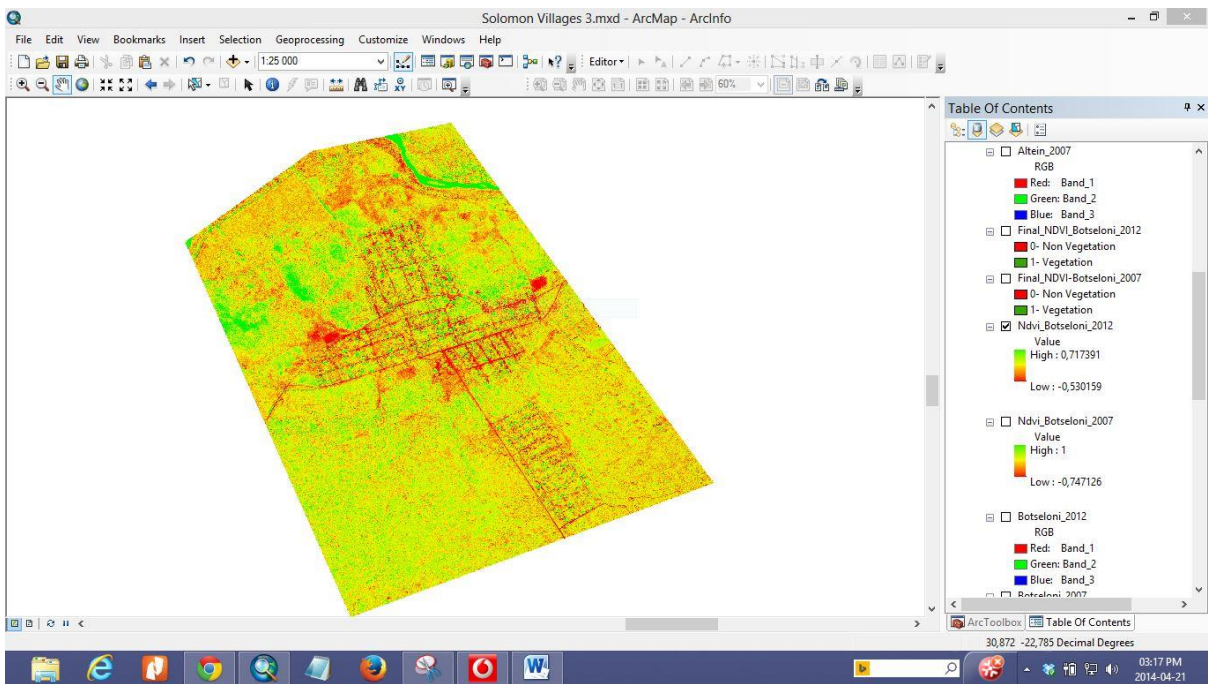 Solomon Villages 3.mxd - ArcMap - ArcInfo
File Edit View Bookmarks Insert Selection Geoprocessing Customize Windows Help
1:25 000
Editor
60%
Table Of Contents
Altein_2007
RGB
Red: Band_1
Green: Band_2
Blue: Band_3
Final_NDVI_Botseloni_2012
0- Non Vegetation
1- Vegetation
Final_NDVI-Botseloni_2007
0- Non Vegetation
1- Vegetation
Ndvi_Botseloni_2012
Value
High : 0,717391
Low : -0,530159
Ndvi_Botseloni_2007
Value
High : 1
Low : -0,747126
Botseloni_2012
RGB
Red: Band_1
Green: Band_2
Blue: Band_3
Botseloni_2007
ArcToolbox Table Of Contents
30,872 -22,785 Decimal Degrees
03:17 PM
2014-04-21